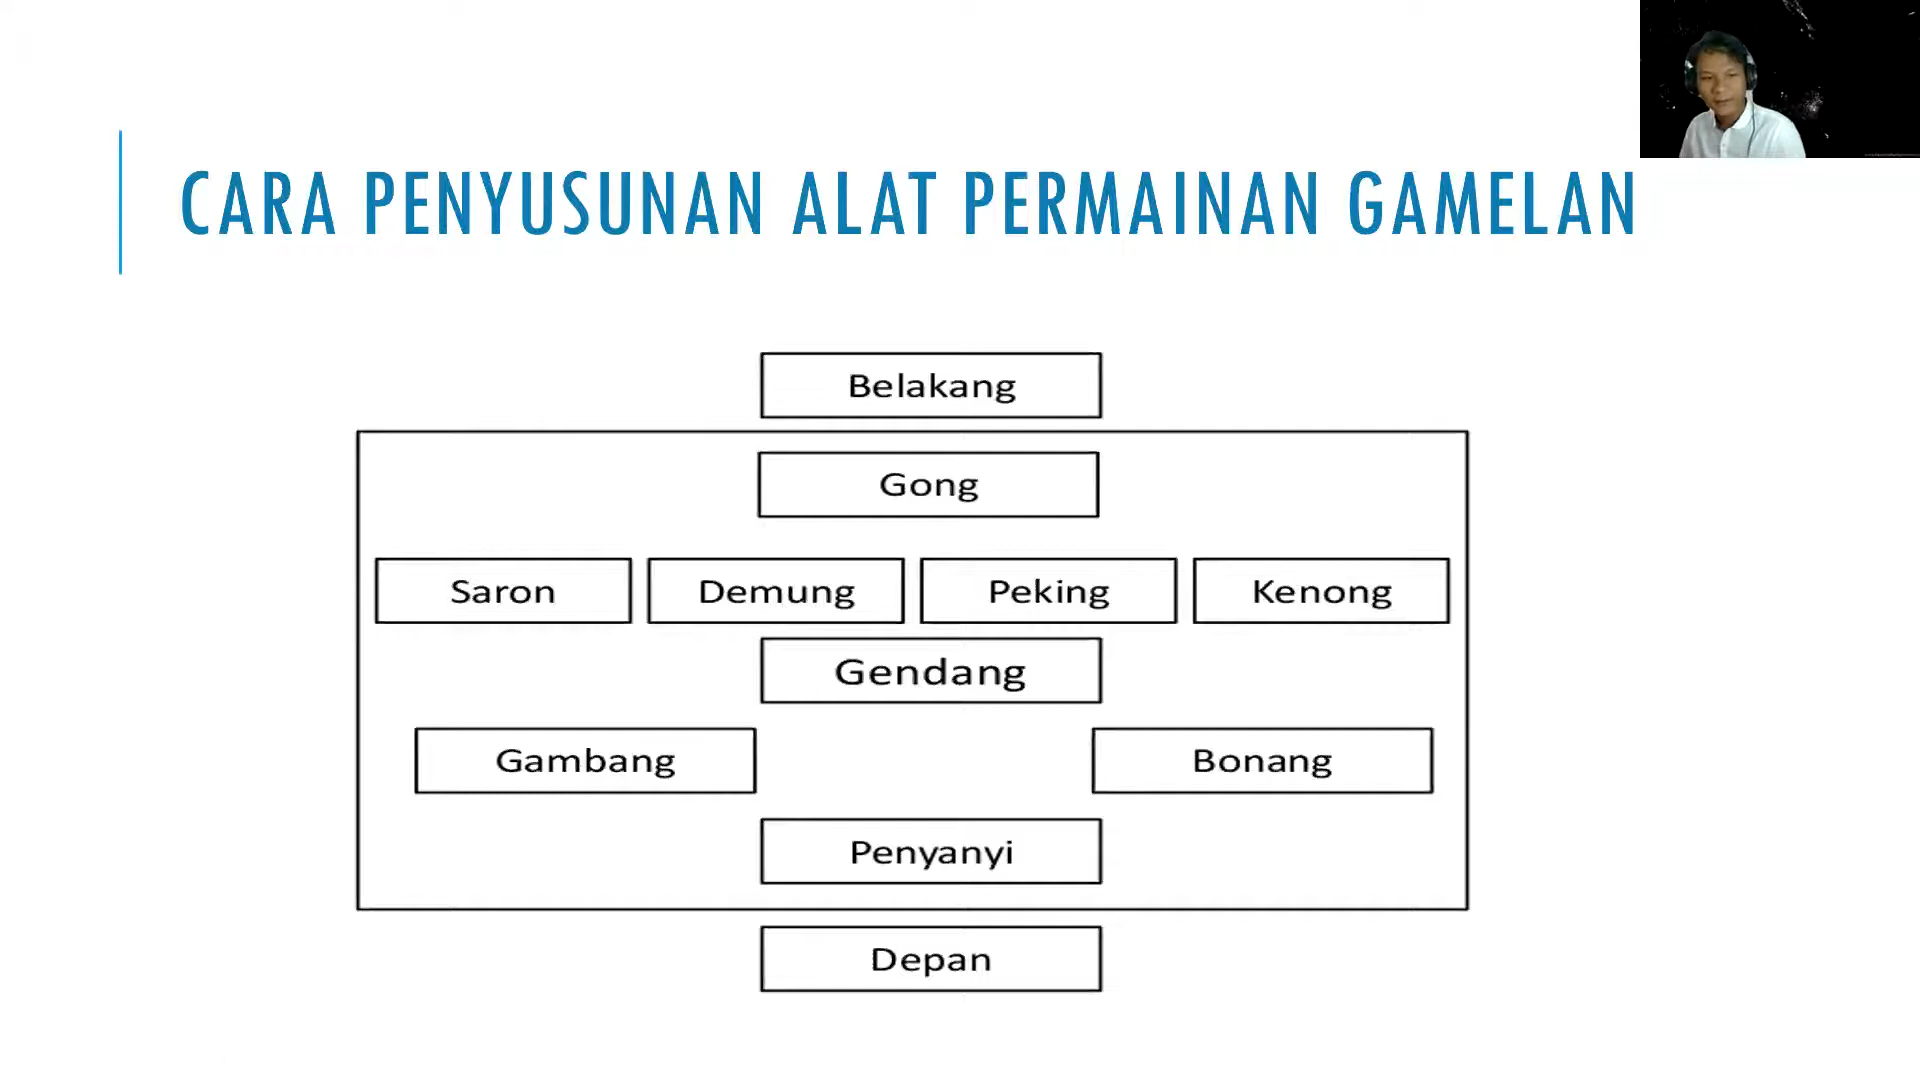 CARA PENYUSUNAN ALAT PERMAINAN GAMELAN
Belakang
Gong
Saron Demung Peking Kenong
Gendang
Gambang Bonang
Penyanyi
Depan